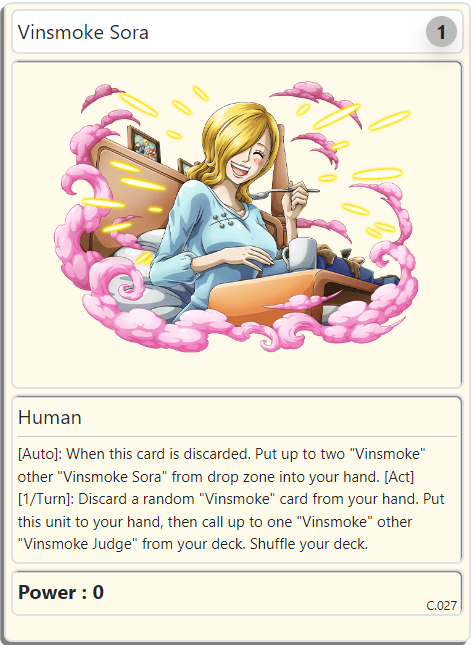 Vinsmoke Sora
1
Human
[Auto]: When this card is discarded. Put up to two "Vinsmoke"
other "Vinsmoke Sora" from drop zone into your hand. [Act]
[1/Turn]: Discard a random "Vinsmoke" card from your hand. Put
this unit to your hand, then call up to one "Vinsmoke" other
"Vinsmoke Judge" from your deck. Shuffle your deck.
Power : 0
C.027